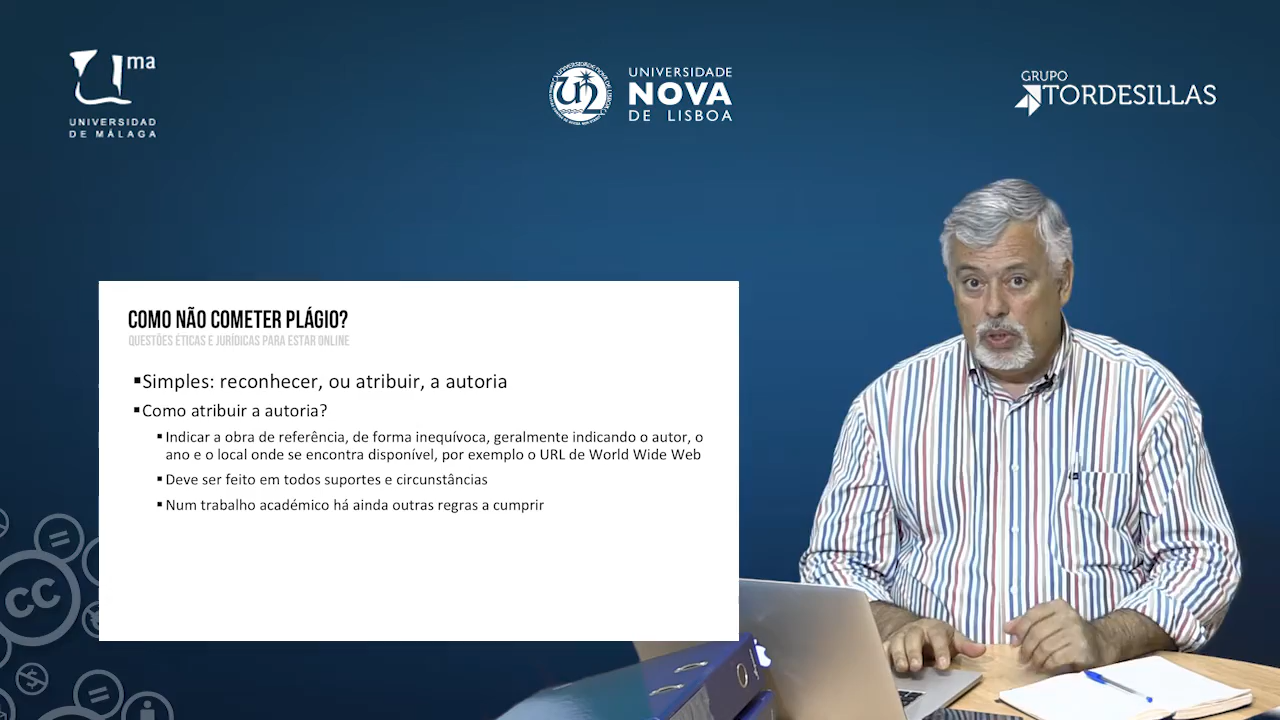 ma
UNIVERSIDAD
DE MÁLAGA
UNIVERSIDADE
NOVA
DE LISBOA
GRUPO
TORDESILLAS
COMO NÃO COMETER PLÁGIO?
QUESTÕES ÉTICAS E JURÍDICAS PARA ESTAR ONLINE
▪Simples: reconhecer, ou atribuir, a autoria
▪Como atribuir a autoria?
▪Indicar a obra de referência, de forma inequívoca, geralmente indicando o autor, o
ano e o local onde se encontra disponível, por exemplo o URL de World Wide Web
▪Deve ser feito em todos suportes e circunstâncias
▪Num trabalho académico há ainda outras regras a cumprir
CC